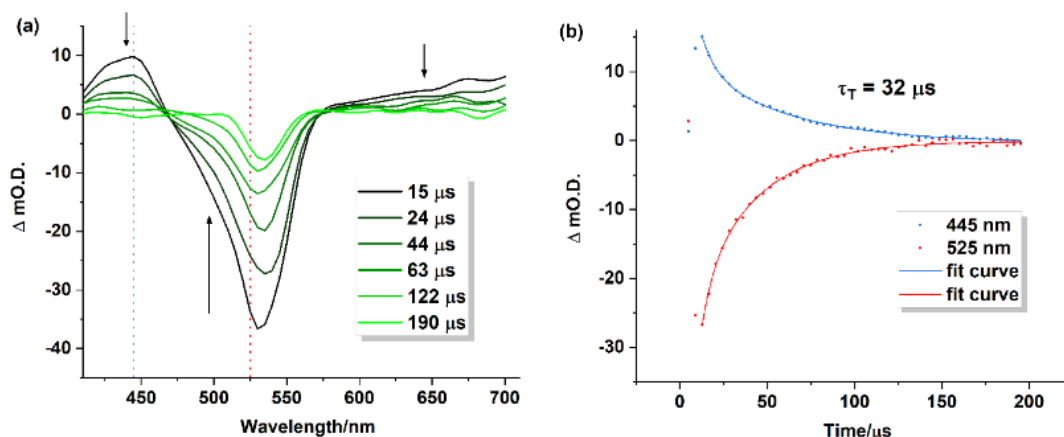 (a)
10
0
-10
-20
-30
-40
Δ mO.D.
450
500
550
600
650
700
Wavelength/nm
15 μs
24 μs
44 μs
63 μs
122 μs
190 μs
(b)
15
10
5
0
-10
-20
-30
Δ mO.D.
0
50
100
150
200
Time/μs
τT = 32 μs
445 nm
525 nm
fit curve
fit curve